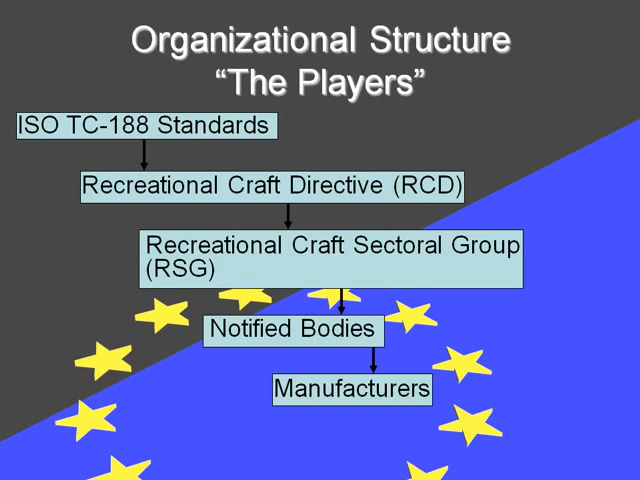 Organizational Structure
“The Players”
ISO TC-188 Standards
Recreational Craft Directive (RCD)
Recreational Craft Sectoral Group
(RSG)
Notified Bodies
Manufacturers